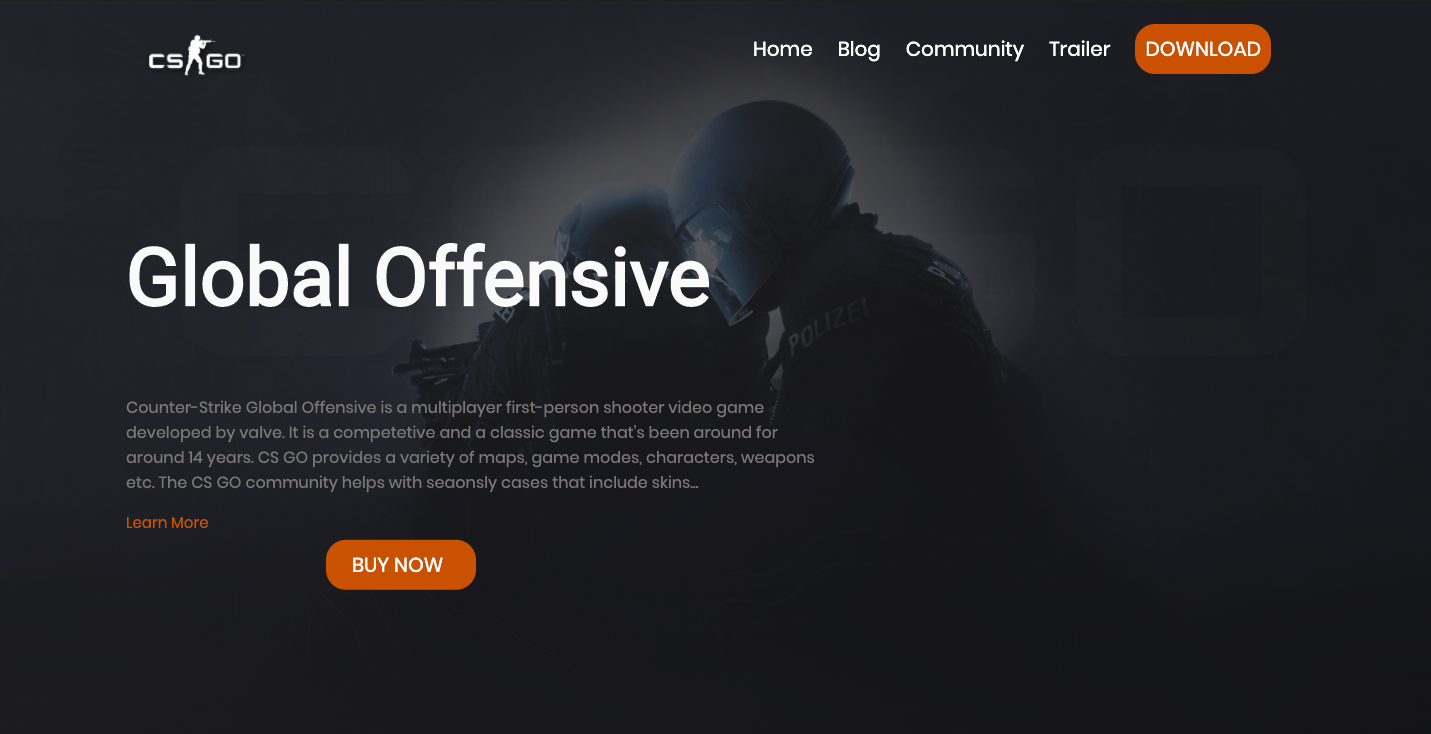 CS GO
Home Blog Community Trailer DOWNLOAD
Global Offensive
POLIZEI
Counter-Strike Global Offensive is a multiplayer first-person shooter video game
developed by valve. It is a competetive and a classic game that's been around for
around 14 years. CS GO provides a variety of maps, game modes, characters, weapons
etc. The CS GO community helps with seaonsly cases that include skins...
Learn More
BUY NOW